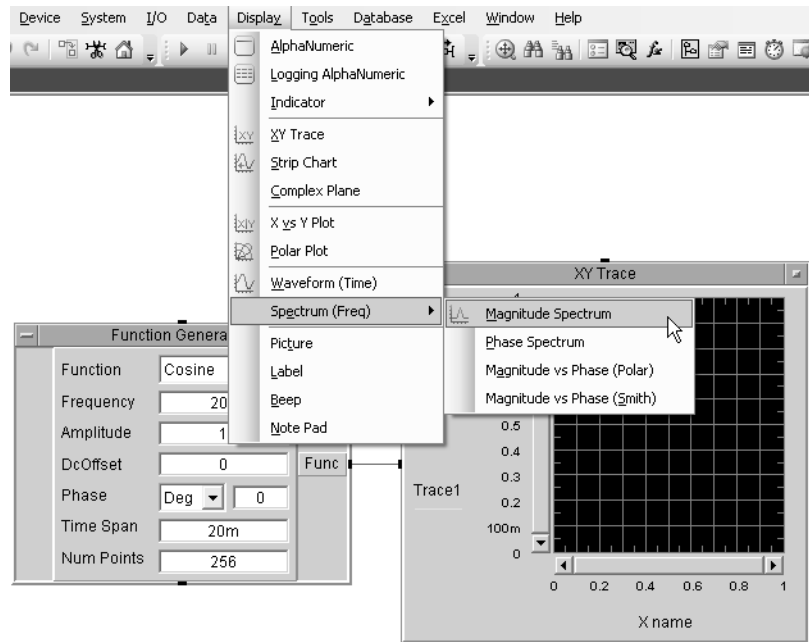 Device System I/O Data Display Tools Database Excel Window Help
AlphaNumeric
Logging AlphaNumeric
Indicator
XY Trace
Strip Chart
Complex Plane
X vs Y Plot
Polar Plot
Waveform (Time)
Spectrum (Freq)
Picture
Label
Beep
Note Pad
Magnitude Spectrum
Phase Spectrum
Magnitude vs Phase (Polar)
Magnitude vs Phase (Smith)
Function Genera
Function Cosine
Frequency 20
Amplitude 1
DcOffset 0
Phase Deg 0
Time Span 20m
Num Points 256
Func
XY Trace
0.5
0.4
0.3
Trace1
0.2
100m
0
0 0.2 0.4 0.6 0.8 1
X name